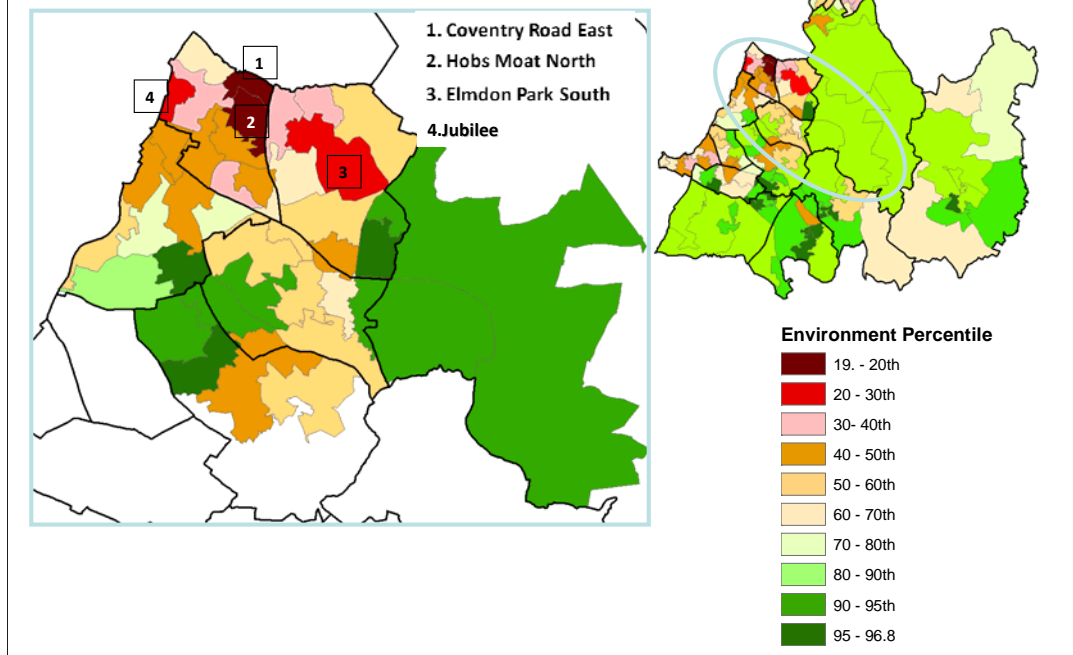 1. Coventry Road East
2. Hobs Moat North
3. Elmdon Park South
4.Jubilee
1
4
2
3
Environment Percentile
19. - 20th
20 - 30th
30- 40th
40 - 50th
50 - 60th
60 - 70th
70 - 80th
80 - 90th
90 - 95th
95 - 96.8